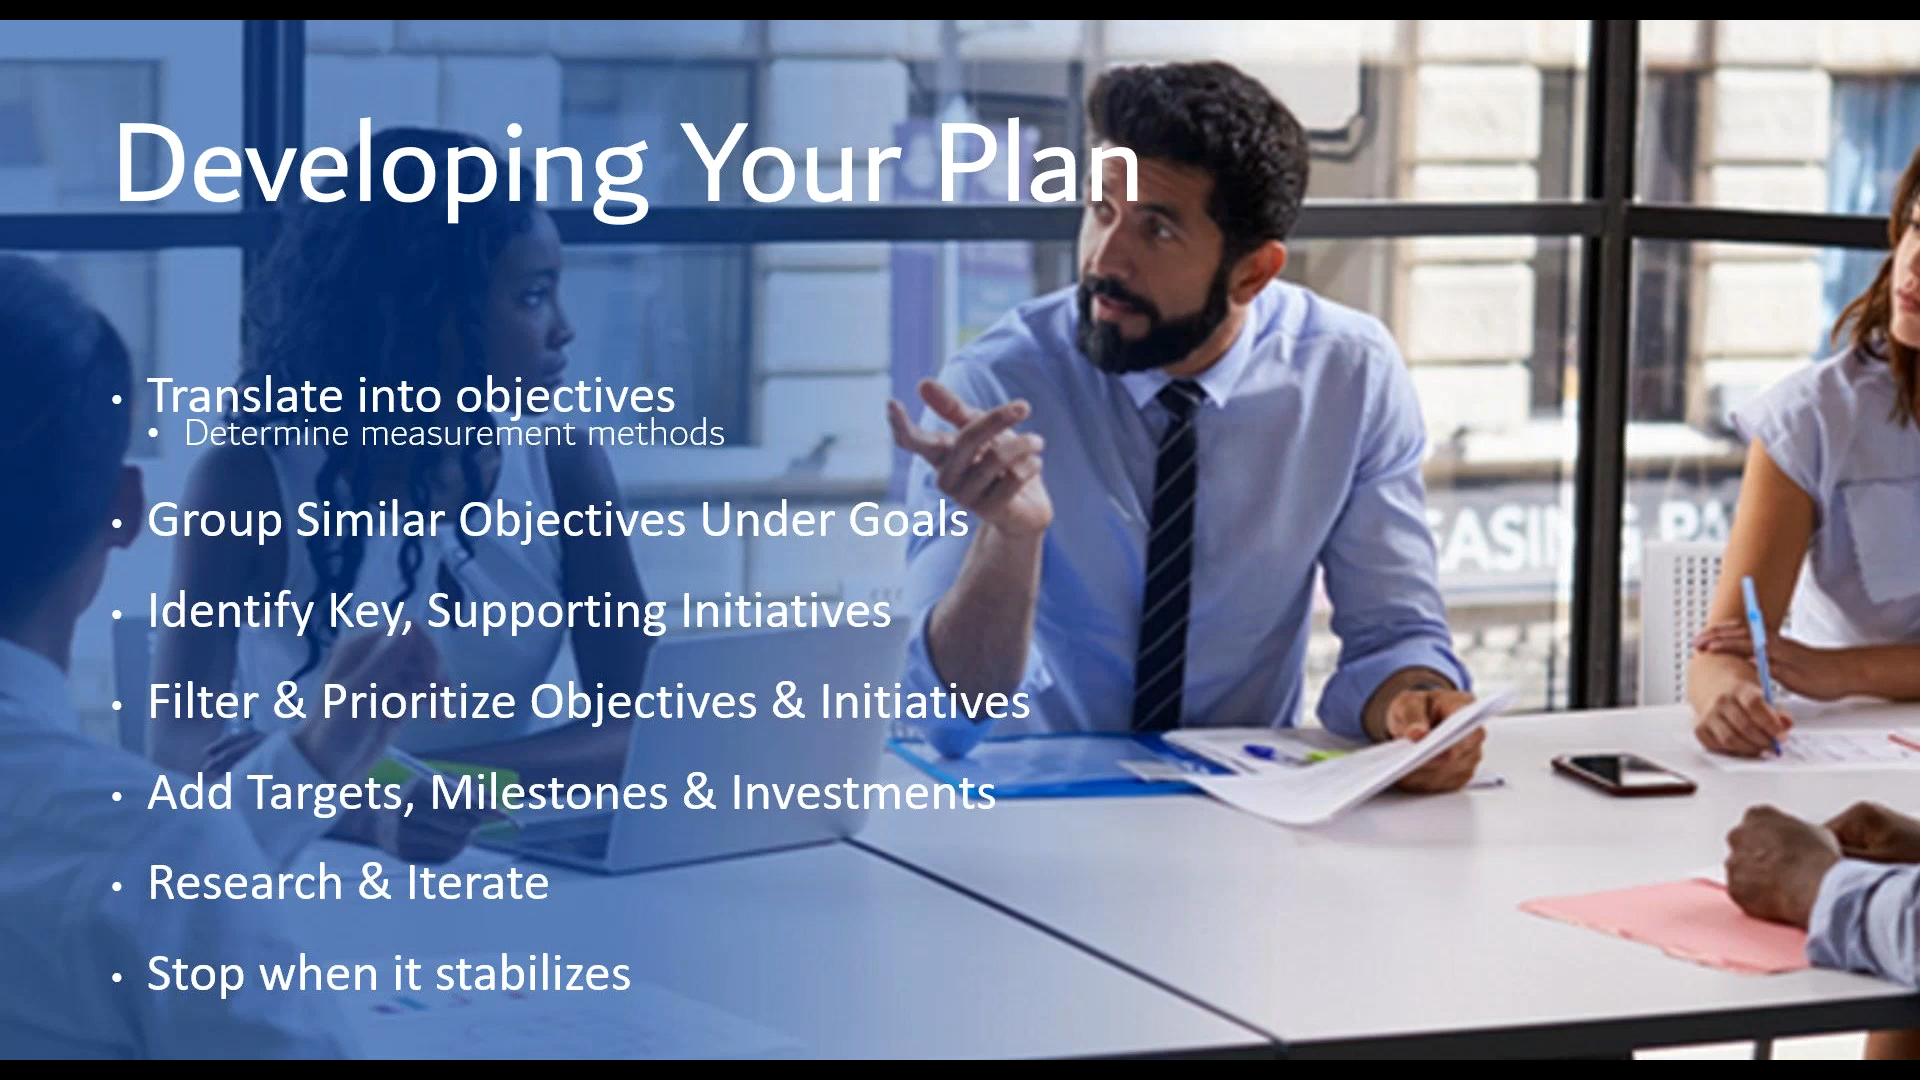 Developing Your Plan
• Translate into objectives
• Determine measurement methods
• Group Similar Objectives Under Goals
• Identify Key, Supporting Initiatives
• Filter & Prioritize Objectives & Initiatives
• Add Targets, Milestones & Investments
• Research & Iterate
• Stop when it stabilizes